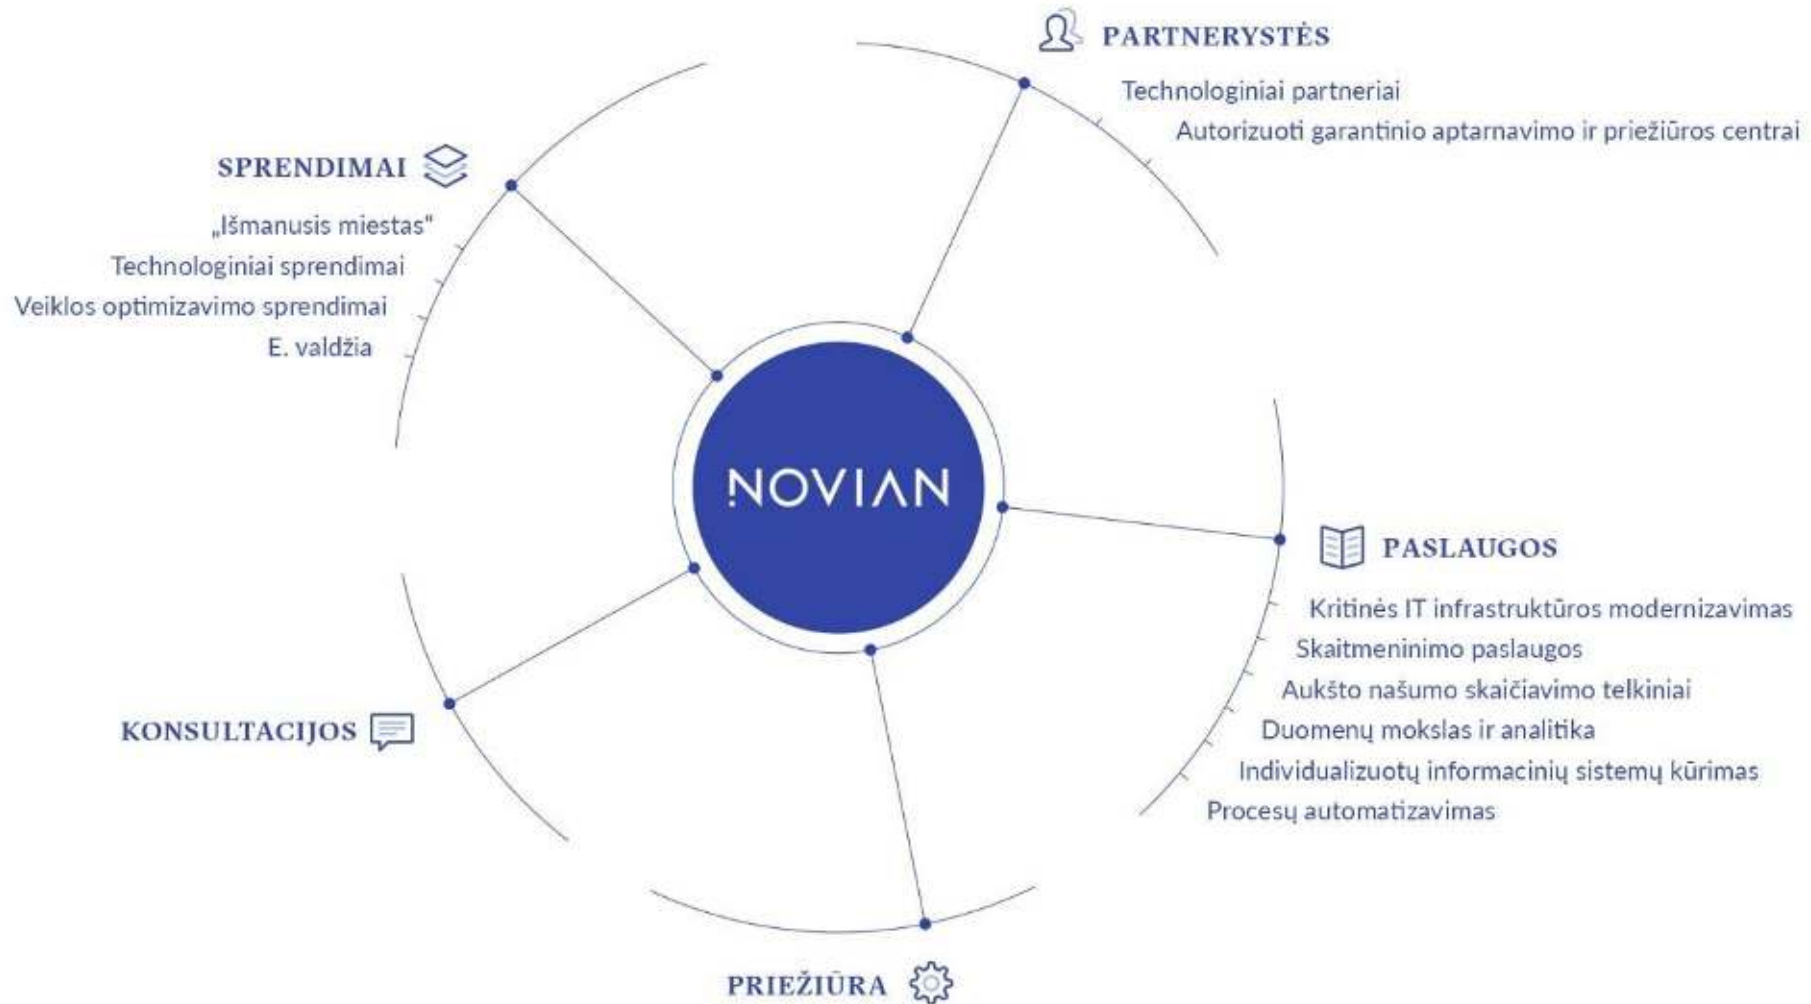 PARTNERYSTĖS
Technologiniai partneriai
Autorizuoti garantinio aptarnavimo ir priežiūros centrai
SPRENDIMAI
„Išmanusis miestas“
Technologiniai sprendimai
Veiklos optimizavimo sprendimai
E. valdžia
NOVIAN
PASLAUGOS
Kritinės IT infrastruktūros modernizavimas
Skaitmeninimo paslaugos
Aukšto našumo skaičiavimo telkiniai
Duomenų mokslas ir analitika
Individualizuotų informacinių sistemų kūrimas
Procesų automatizavimas
KONSULTACIJOS
PRIEŽIŪRA